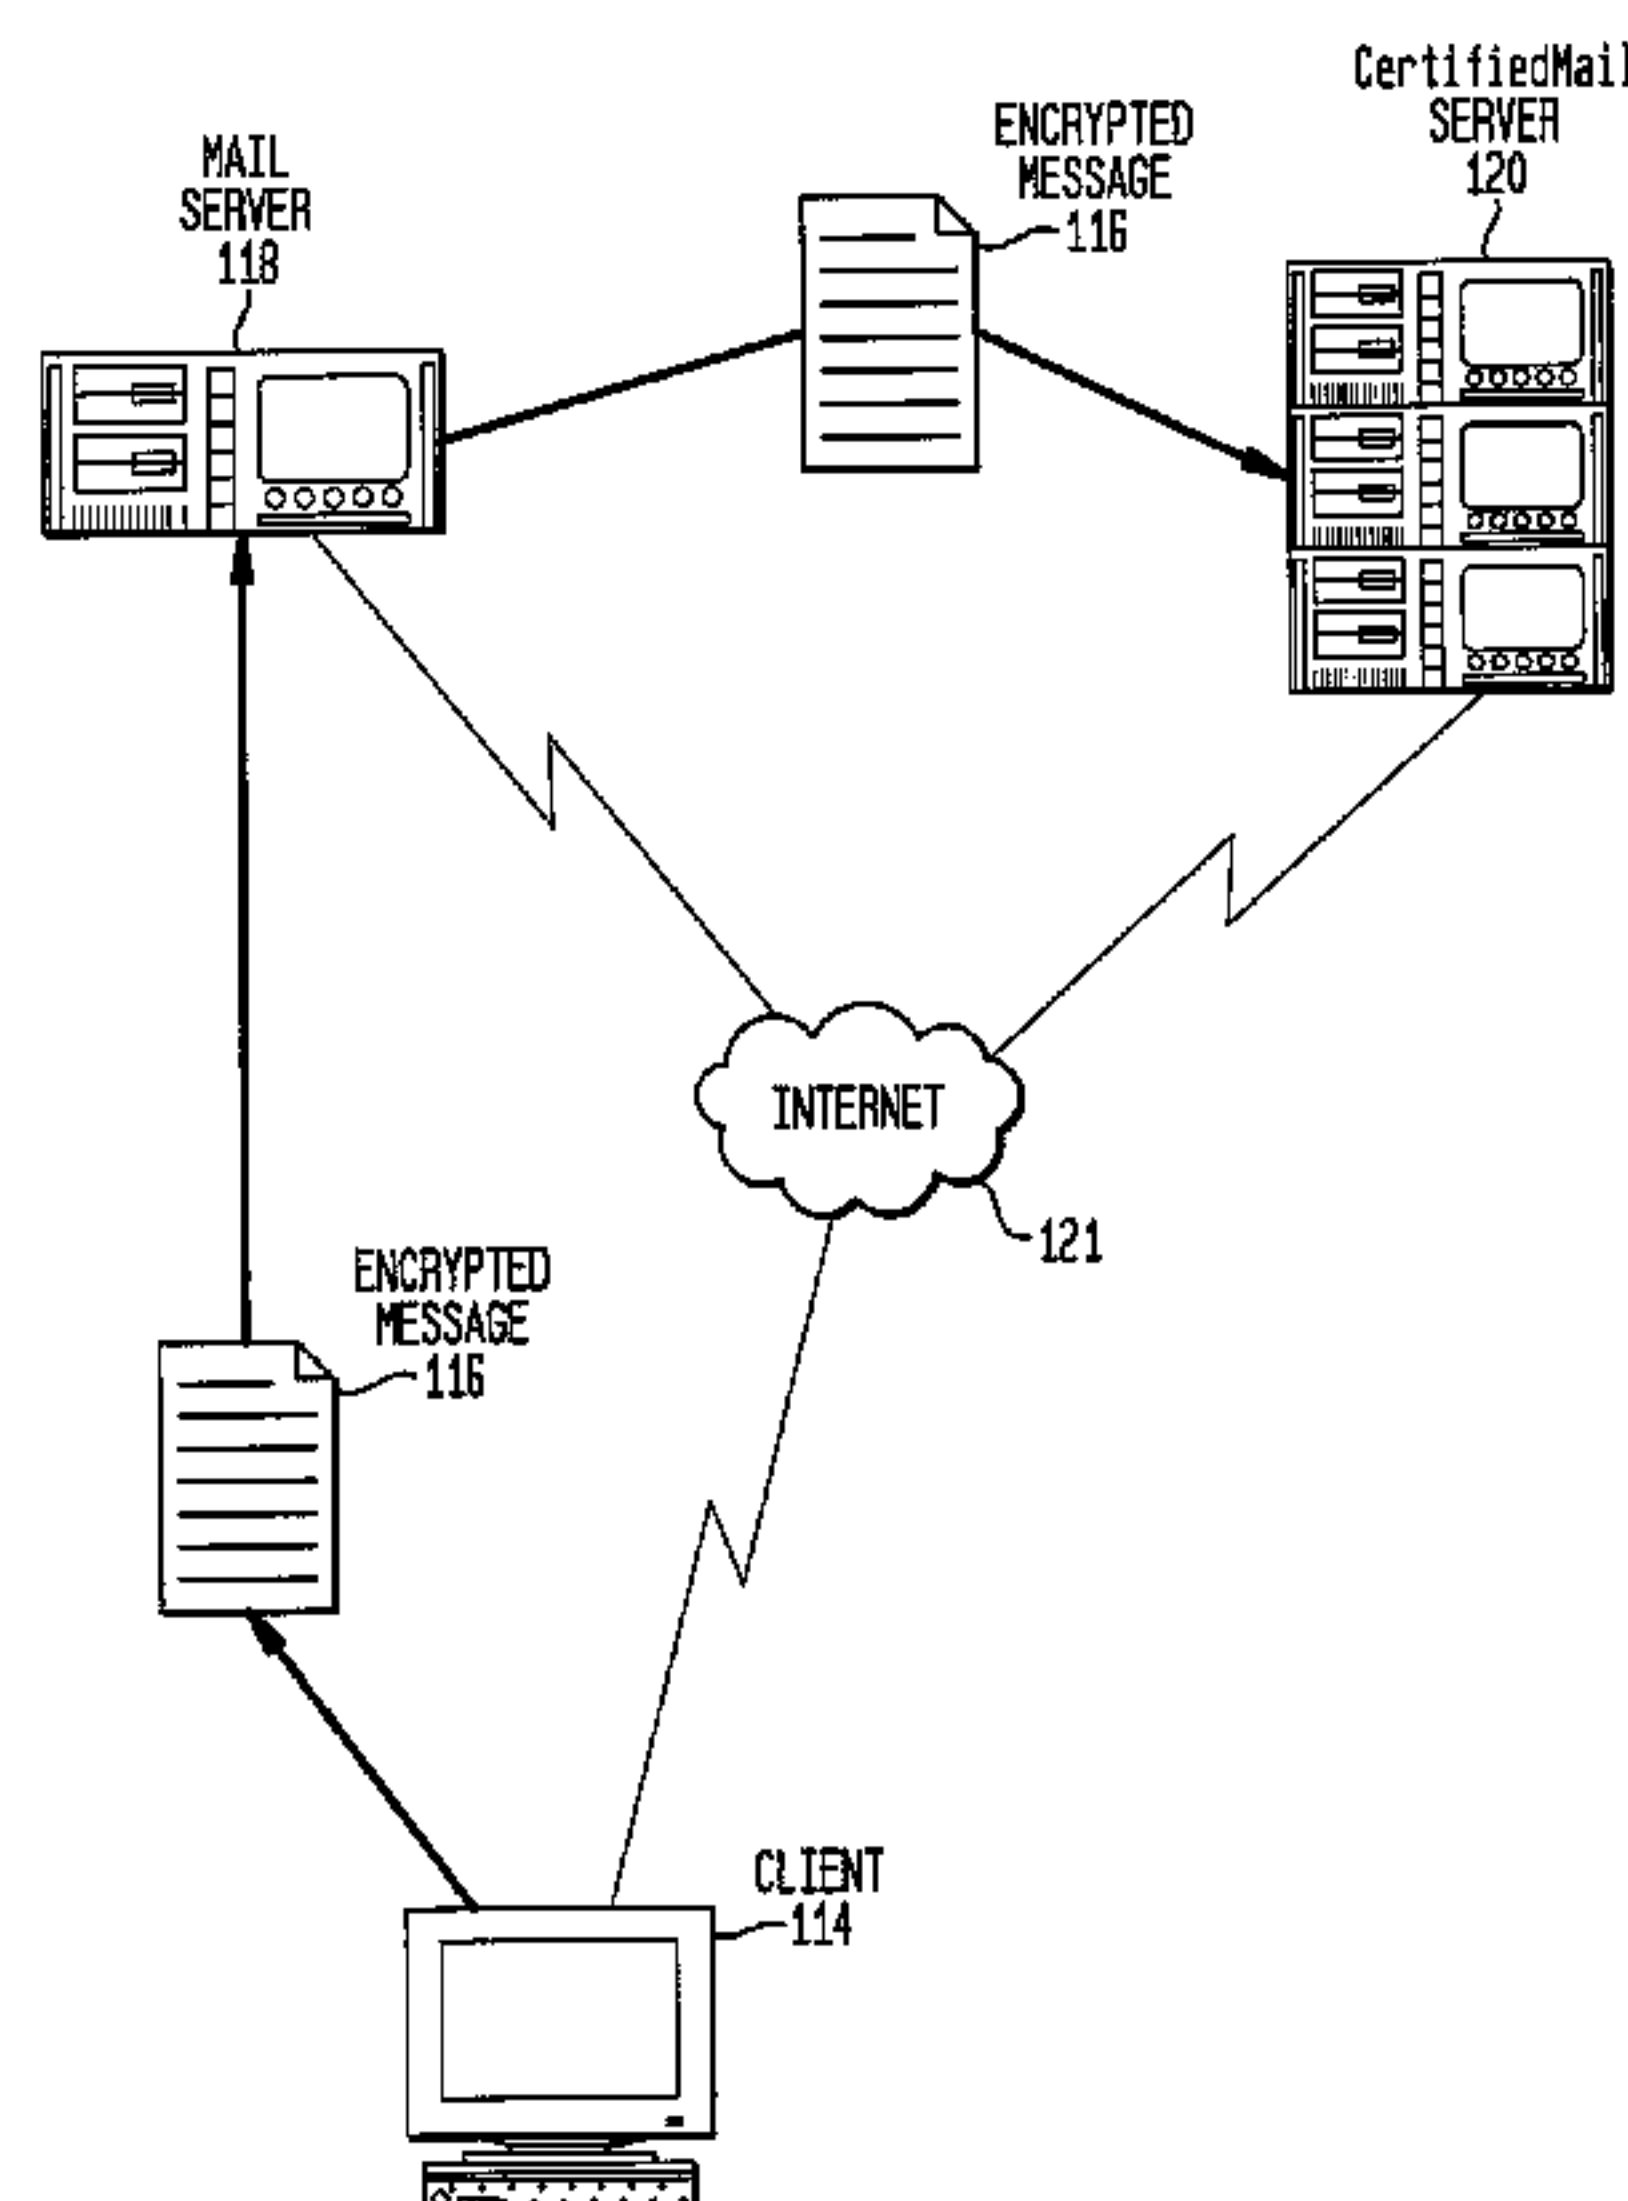 CertifiedMail
SERVER
120
ENCRYPTED
MESSAGE
116
MAIL
SERVER
118
INTERNET
121
ENCRYPTED
MESSAGE
116
CLIENT
114